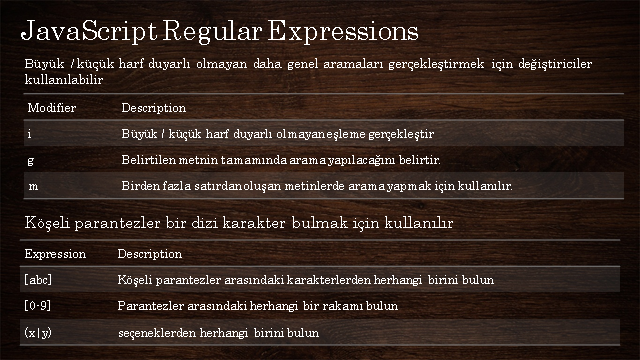 JavaScript Regular Expressions
Büyük / küçük harf duyarlı olmayan daha genel aramaları gerçekleştirmek için değiştiriciler
kullanılabilir
Modifier Description
i Büyük / küçük harf duyarlı olmayan eşleme gerçekleştir
g Belirtilen metnin tamamında arama yapılacağını belirtir.
m Birden fazla satırdan oluşan metinlerde arama yapmak için kullanılır.
Köşeli parantezler bir dizi karakter bulmak için kullanılır
Expression Description
[abc] Köşeli parantezler arasındaki karakterlerden herhangi birini bulun
[0-9] Parantezler arasındaki herhangi bir rakamı bulun
(x|y) seçeneklerden herhangi birini bulun